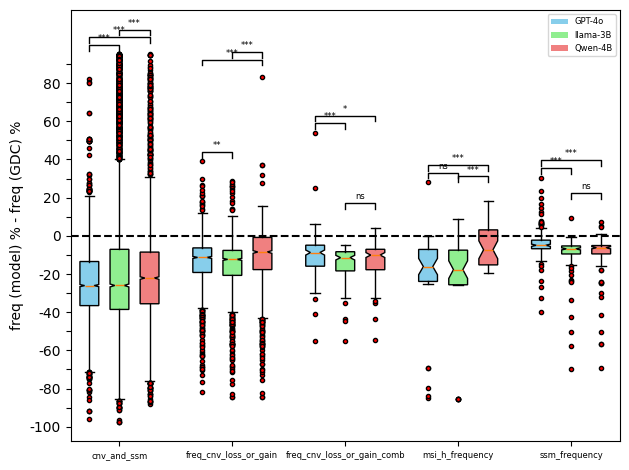 GPT-4o
llama-3B
Qwen-4B
freq (model) % - freq (GDC) %
80
60
40
20
0
-20
-40
-60
-80
-100
*** *** ***
*** *** **
*** * ns
ns *** ***
*** *** ns
cnv_and_ssm
freq_cnv_loss_or_gain
freq_cnv_loss_or_gain_comb
msi_h_frequency
ssm_frequency